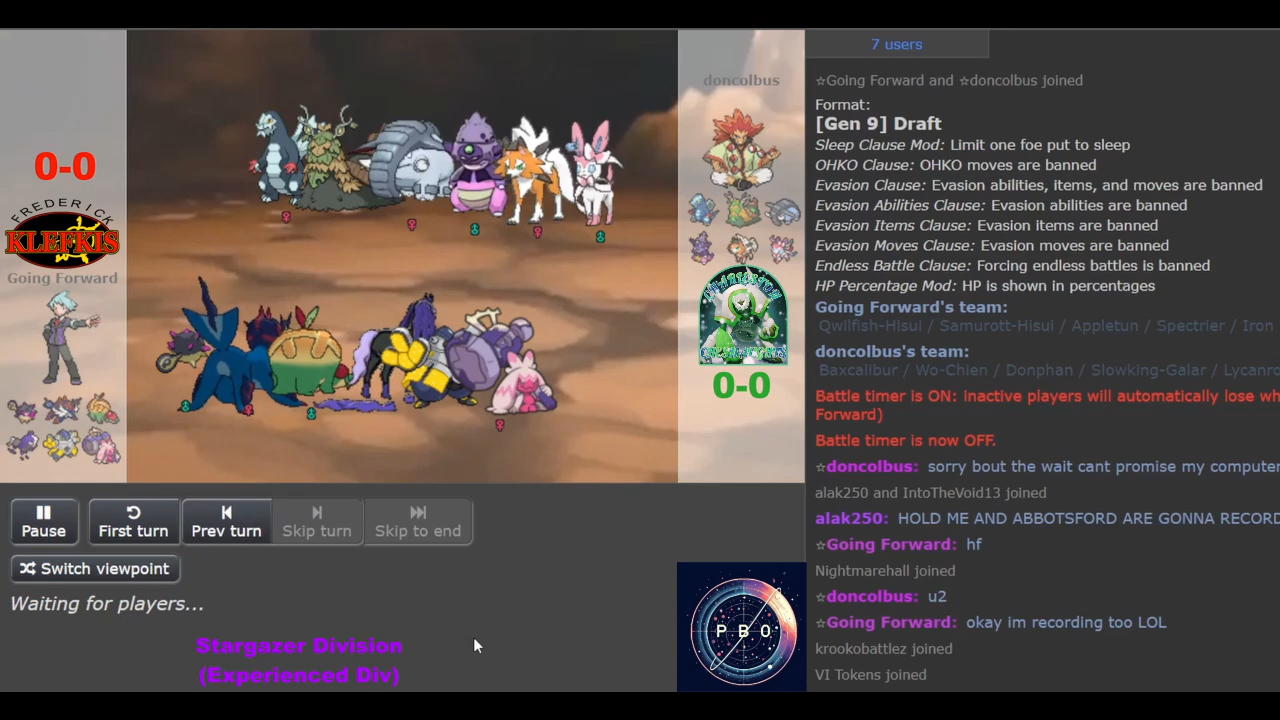 0-0
FREDERICK
KLEFKIS
Going Forward
doncolbus
0-0
7 users
☆Going Forward and ☆doncolbus joined
Format:
[Gen 9] Draft
Sleep Clause Mod: Limit one foe put to sleep
OHKO Clause: OHKO moves are banned
Evasion Clause: Evasion abilities, items, and moves are banned
Evasion Abilities Clause: Evasion abilities are banned
Evasion Items Clause: Evasion items are banned
Evasion Moves Clause: Evasion moves are banned
Endless Battle Clause: Forcing endless battles is banned
HP Percentage Mod: HP is shown in percentages
Going Forward's team:
Qwilfish-Hisui / Samurott-Hisui / Appletun / Spectrier / Iron
doncolbus's team:
Baxcalibur / Wo-Chien / Donphan / Slowking-Galar / Lycanro
Battle timer is ON: inactive players will automatically lose wh
Forward)
Battle timer is now OFF.
☆doncolbus: sorry bout the wait cant promise my computer
alak250 and IntoTheVoid13 joined
alak250: HOLD ME AND ABBOTSFORD ARE GONNA RECORD
☆Going Forward: hf
Nightmarehall joined
☆doncolbus: u2
☆Going Forward: okay im recording too LOL
krookobattlez joined
VI Tokens joined
Pause
First turn
Prev turn
Skip turn
Skip to end
Switch viewpoint
Waiting for players...
Stargazer Division
(Experienced Div)
PBO